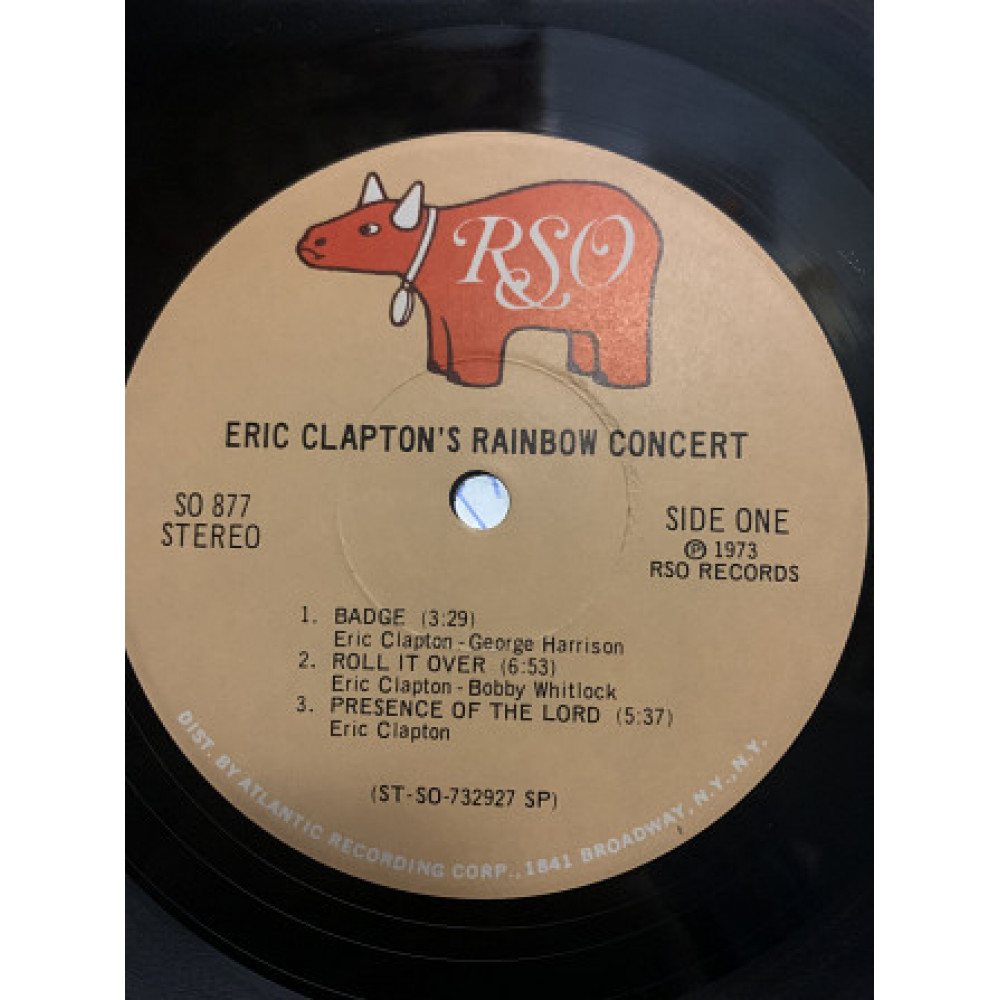 RSO
ERIC CLAPTON'S RAINBOW CONCERT
SO 877
STEREO
SIDE ONE
℗ 1973
RSO RECORDS
1. BADGE (3:29)
Eric Clapton - George Harrison
2. ROLL IT OVER (6:53)
Eric Clapton - Bobby Whitlock
3. PRESENCE OF THE LORD (5:37)
Eric Clapton
(ST-SO-732927 SP)
DIST. BY ATLANTIC RECORDING CORP., 1841 BROADWAY, N.Y., N.Y.